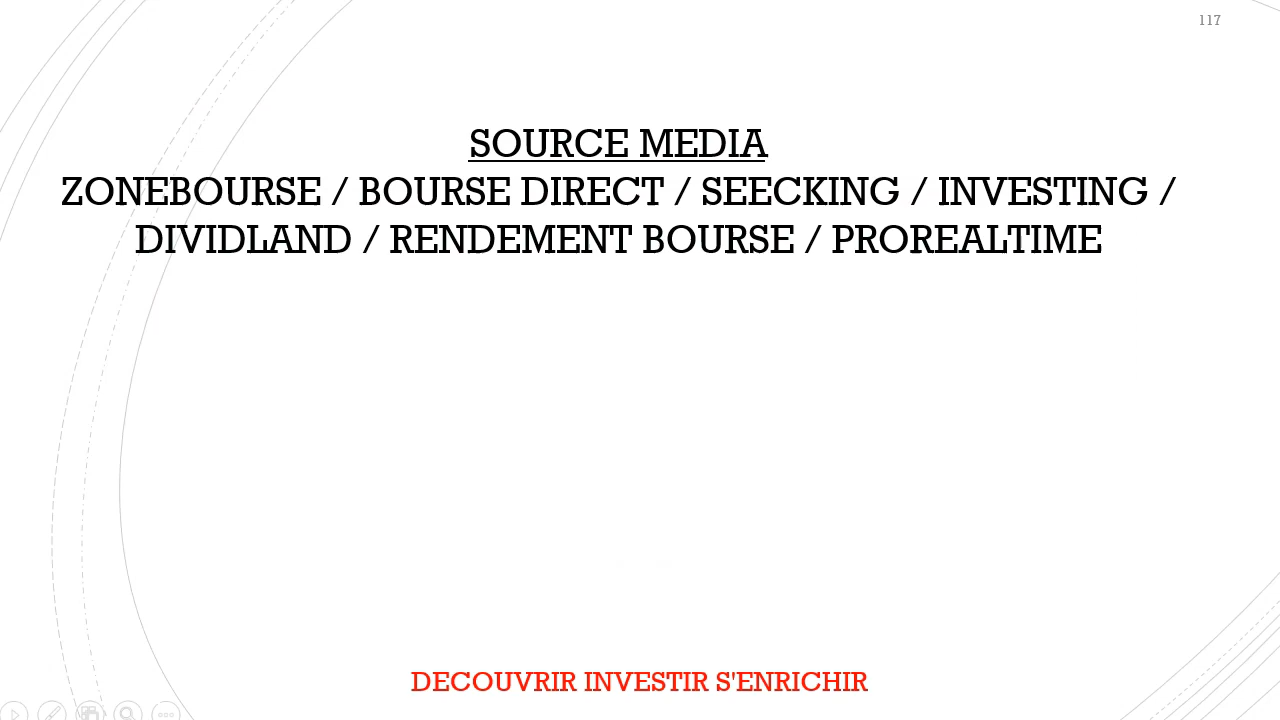 117
SOURCE MEDIA
ZONEBOURSE / BOURSE DIRECT / SEECKING / INVESTING /
DIVIDLAND / RENDEMENT BOURSE / PROREALTIME
DECOUVRIR INVESTIR S'ENRICHIR